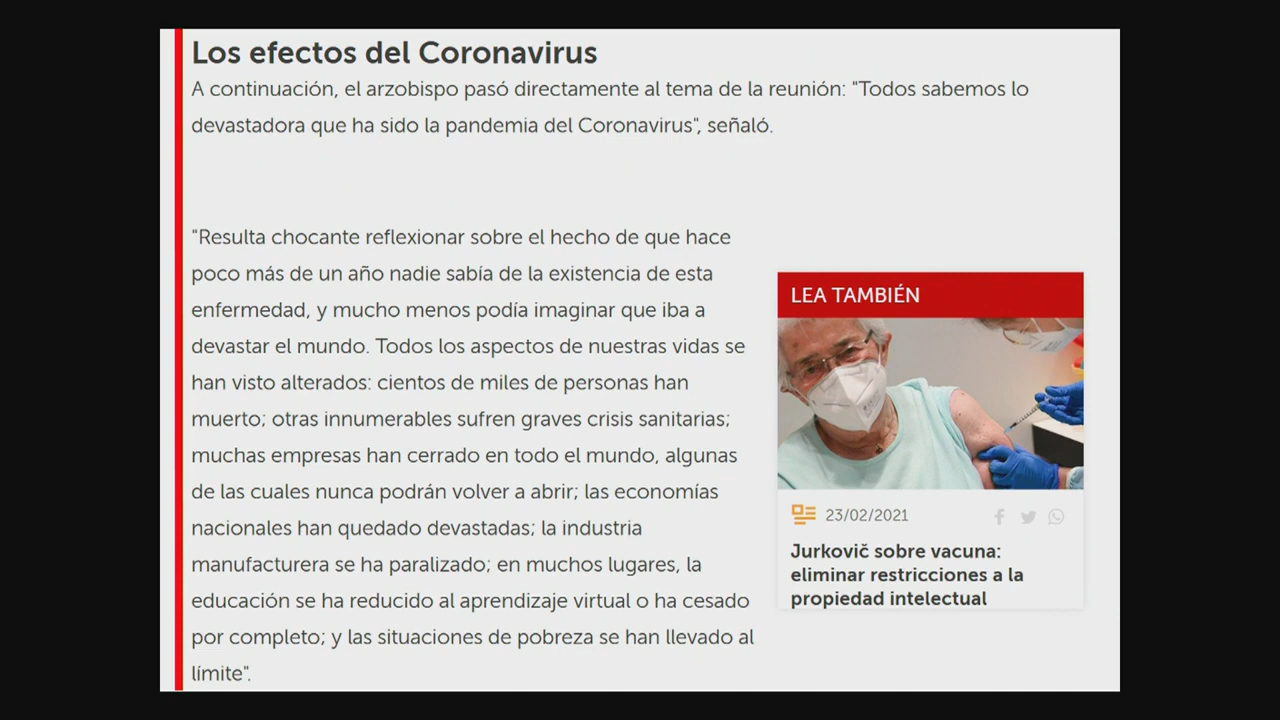 Los efectos del Coronavirus
A continuación, el arzobispo pasó directamente al tema de la reunión: "Todos sabemos lo
devastadora que ha sido la pandemia del Coronavirus", señaló.
"Resulta chocante reflexionar sobre el hecho de que hace
poco más de un año nadie sabía de la existencia de esta
enfermedad, y mucho menos podía imaginar que iba a
devastar el mundo. Todos los aspectos de nuestras vidas se
han visto alterados: cientos de miles de personas han
muerto; otras innumerables sufren graves crisis sanitarias;
muchas empresas han cerrado en todo el mundo, algunas
de las cuales nunca podrán volver a abrir; las economías
nacionales han quedado devastadas; la industria
manufacturera se ha paralizado; en muchos lugares, la
educación se ha reducido al aprendizaje virtual o ha cesado
por completo; y las situaciones de pobreza se han llevado al
límite".
LEA TAMBIÉN
23/02/2021
Jurkovič sobre vacuna:
eliminar restricciones a la
propiedad intelectual